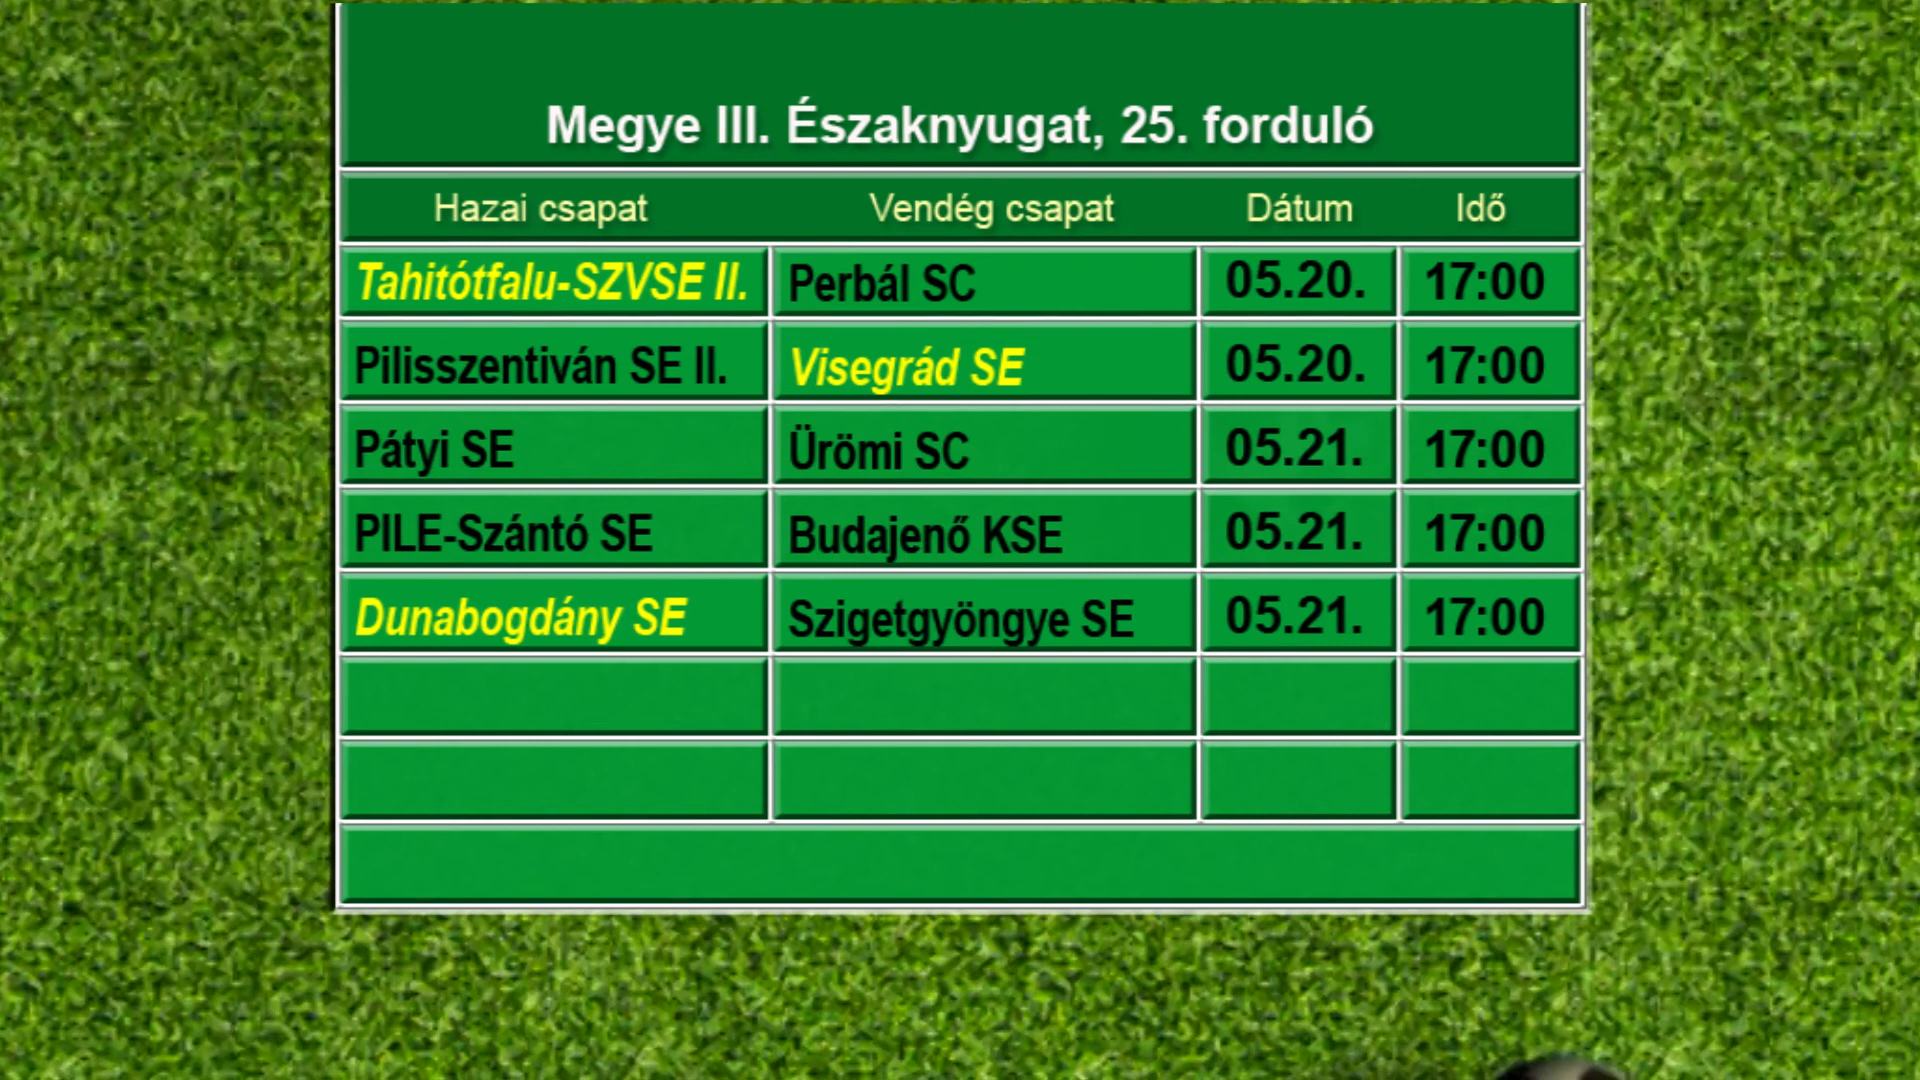 Megye III. Északnyugat, 25. forduló
Hazai csapat Vendég csapat Dátum Idő
Tahitótfalu-SZVSE II. Perbál SC 05.20. 17:00
Pilisszentiván SE II. Visegrád SE 05.20. 17:00
Pátyi SE Ürömi SC 05.21. 17:00
PILE-Szántó SE Budajenő KSE 05.21. 17:00
Dunabogdány SE Szigetgyöngye SE 05.21. 17:00